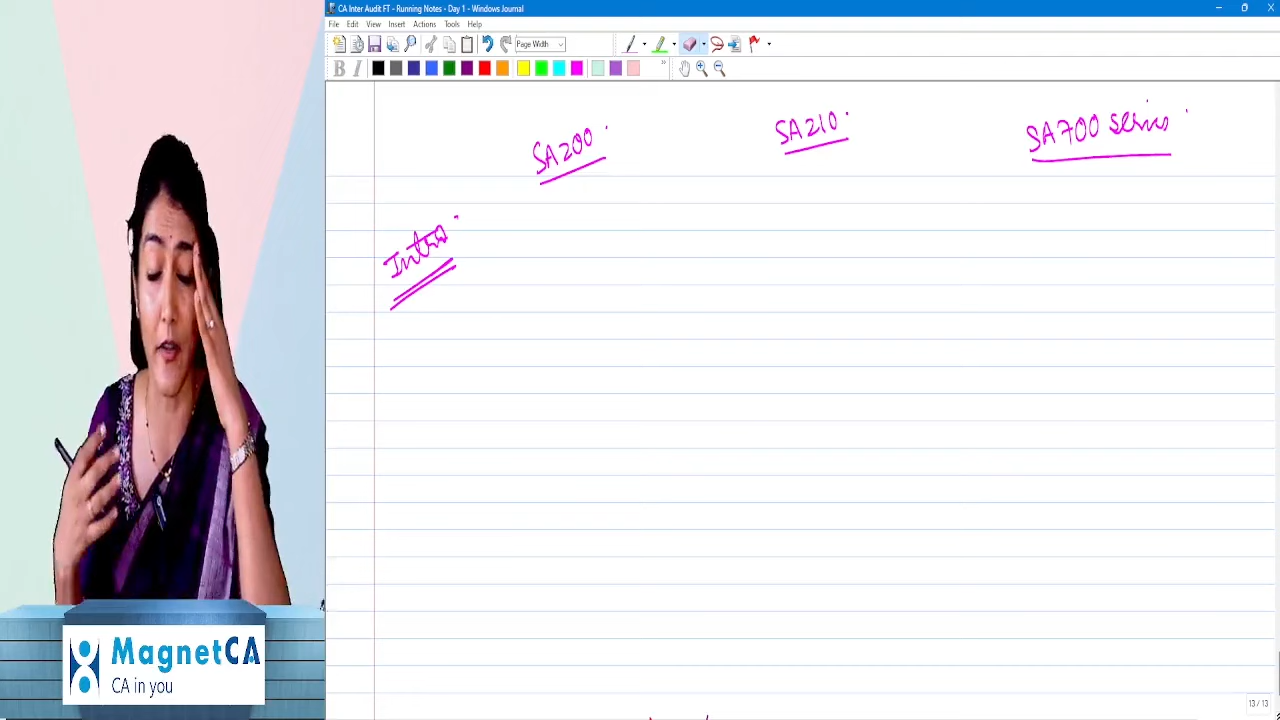 CA Inter Audit FT - Running Notes - Day 1 - Windows Journal
File Edit View Insert Actions Tools Help
Page Width
B I
SA200
SA210
SA700 series
Intro
MagnetCA
CA in you
13 / 13